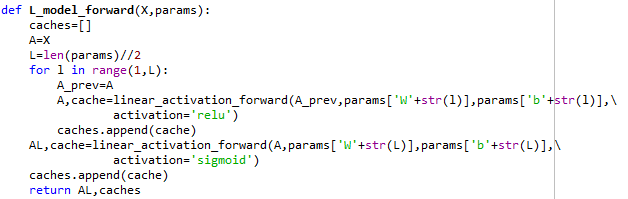 def L_model_forward(X,params):
    caches=[]
    A=X
    L=len(params)//2
    for l in range(1,L):
        A_prev=A
        A,cache=linear_activation_forward(A_prev,params['W'+str(l)],params['b'+str(l)],\
                activation='relu')
        caches.append(cache)
    AL,cache=linear_activation_forward(A,params['W'+str(L)],params['b'+str(L)],\
                activation='sigmoid')
    caches.append(cache)
    return AL,caches